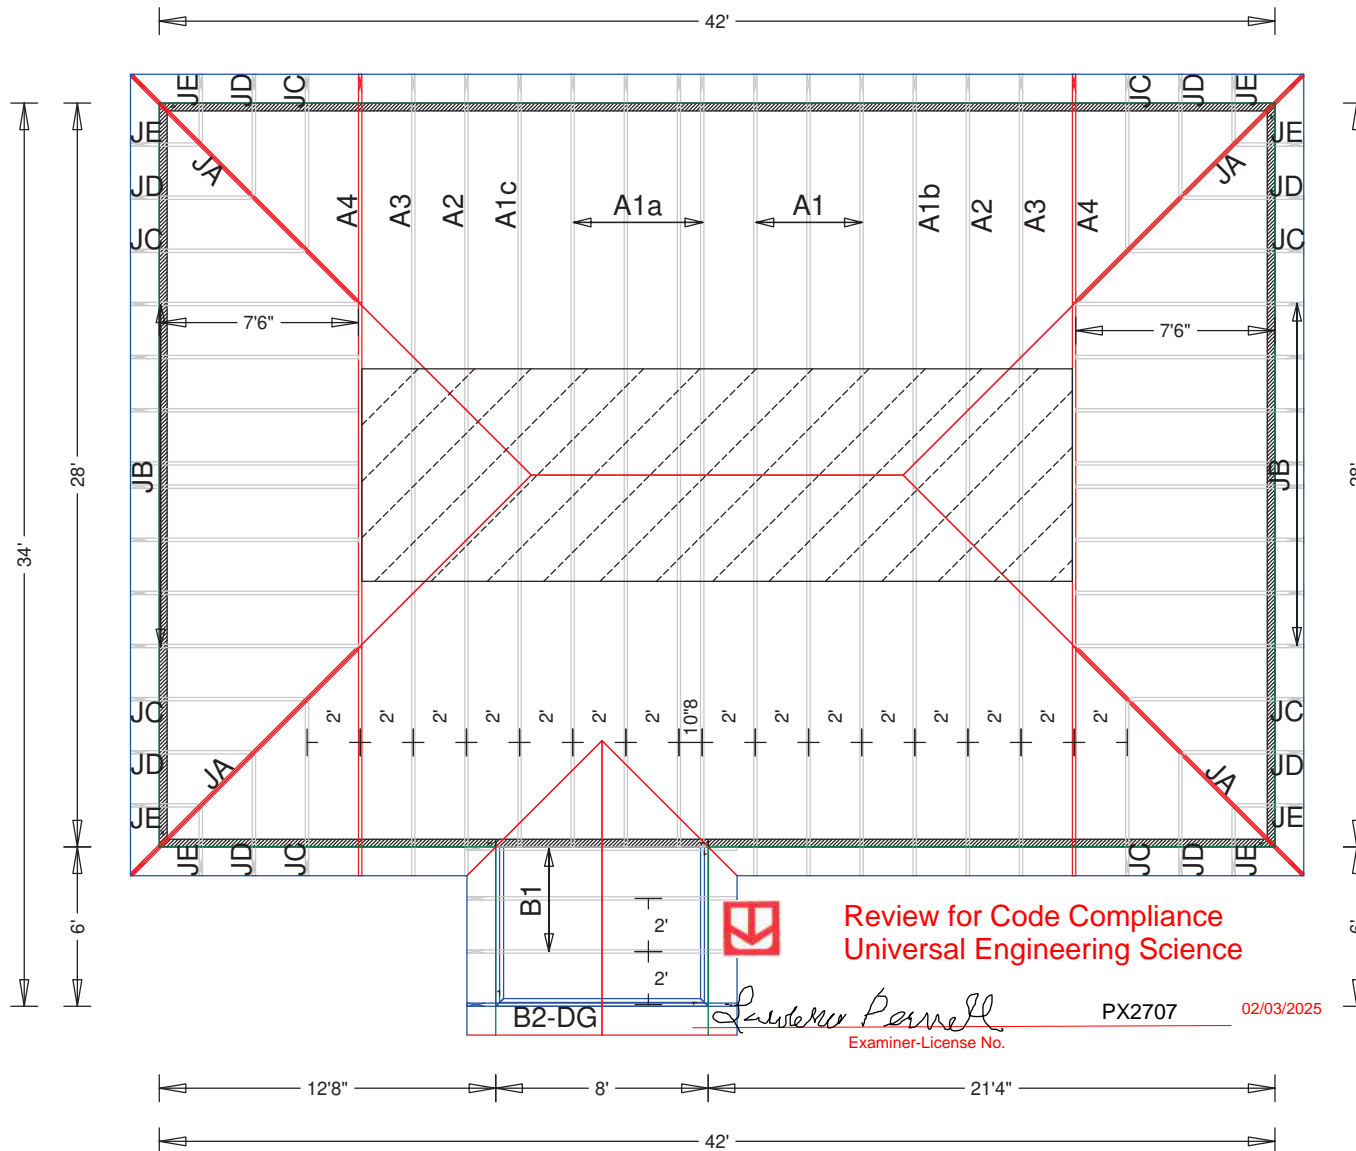 42'
JE JD JC JC JD JE
JE JE
JA JA
JD JD
A4 A3 A2 A1c A1a A1 A1b A2 A3 A4
JC JC
7'6" 7'6"
34' 28' JB JB 28'
2' 2' 2' 2' 2' 2' 2' 10"8 2' 2' 2' 2' 2' 2' 2' 2'
JC JC
JD JA JA JD
JE JE
JE JD JC JC JD JE
6' B1 2' 6'
2'
Review for Code Compliance
Universal Engineering Science
B2-DG PX2707 02/03/2025
Examiner-License No.
12'8" 8' 21'4"
42'